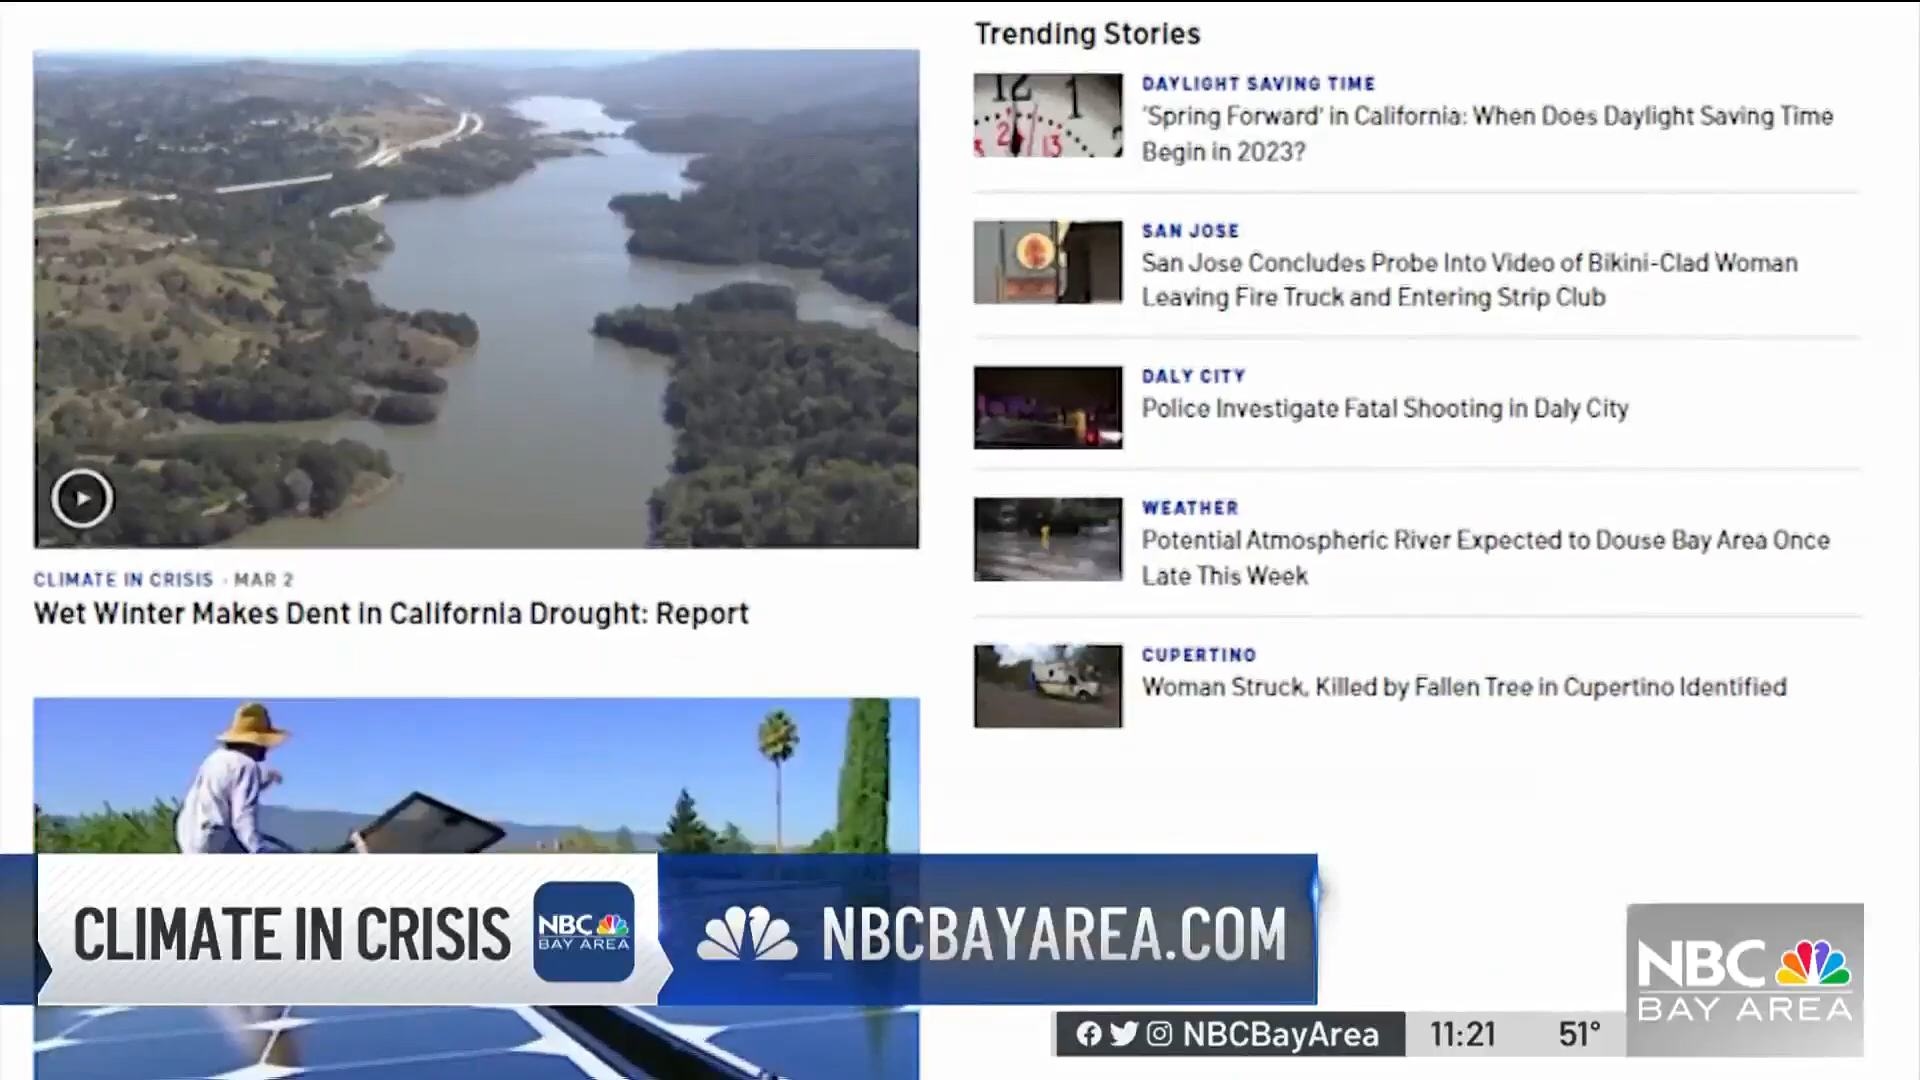 Trending Stories
DAYLIGHT SAVING TIME
'Spring Forward' in California: When Does Daylight Saving Time
Begin in 2023?
SAN JOSE
San Jose Concludes Probe Into Video of Bikini-Clad Woman
Leaving Fire Truck and Entering Strip Club
DALY CITY
Police Investigate Fatal Shooting in Daly City
WEATHER
Potential Atmospheric River Expected to Douse Bay Area Once
Late This Week
CUPERTINO
Woman Struck, Killed by Fallen Tree in Cupertino Identified
12 1
2 13
CLIMATE IN CRISIS · MAR 2
Wet Winter Makes Dent in California Drought: Report
CLIMATE IN CRISIS
NBC
BAY AREA
NBCBAYAREA.COM
NBC
BAY AREA
NBCBayArea 11:21 51°